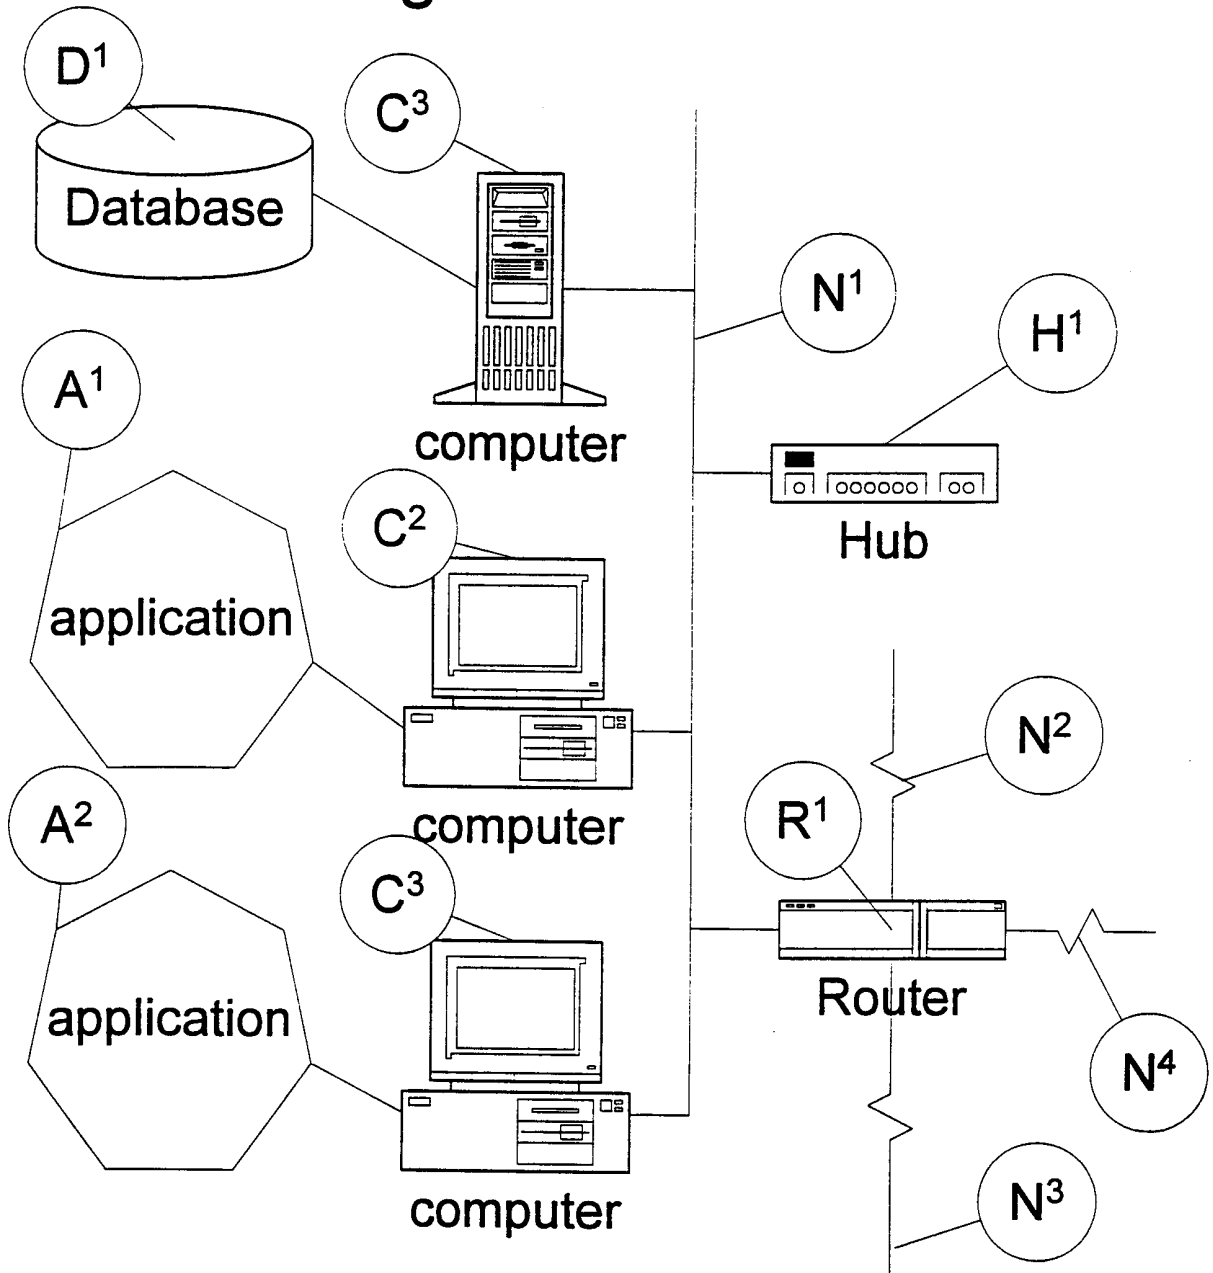 D¹
Database
C³
computer
N¹
H¹
Hub
A¹
application
C²
computer
N²
R¹
Router
N⁴
N³
A²
application
C³
computer